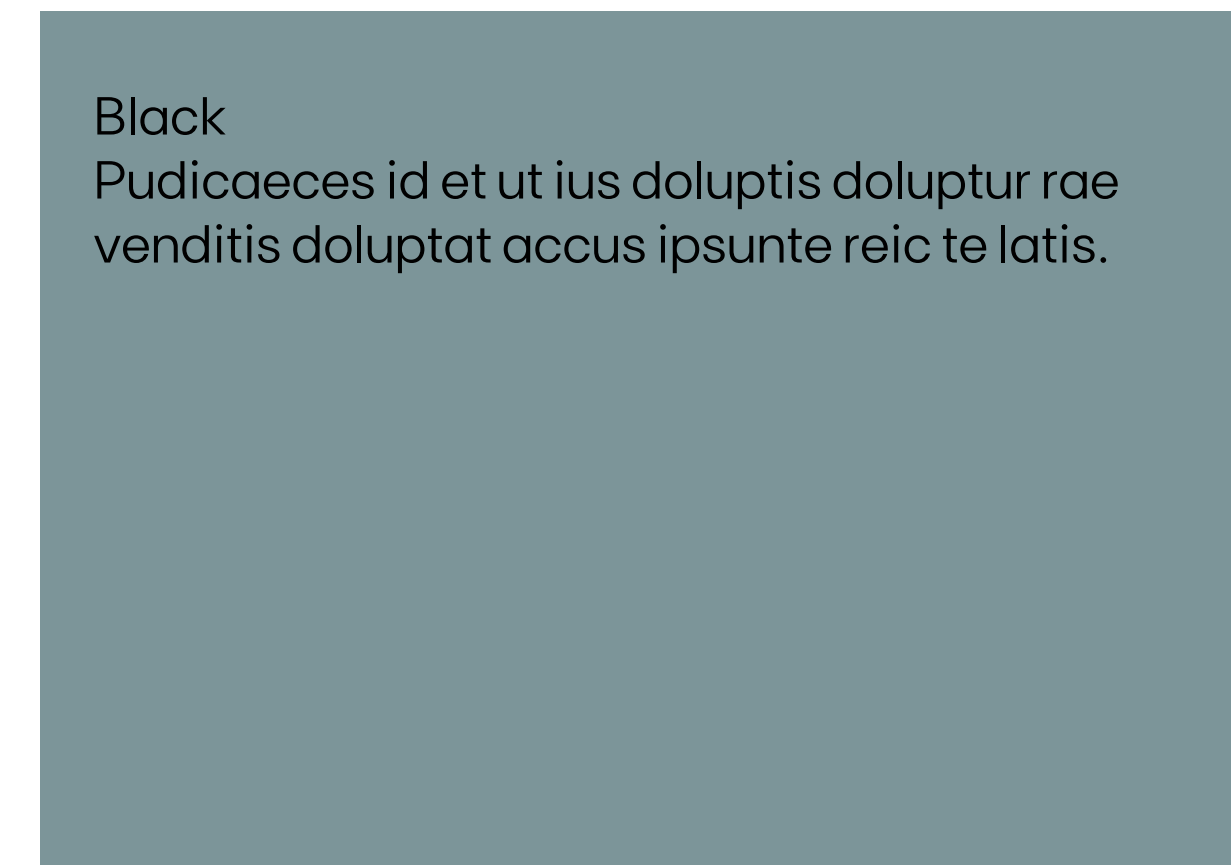 Black
Pudicaeces id et ut ius doluptis doluptur rae
venditis doluptat accus ipsunte reic te latis.